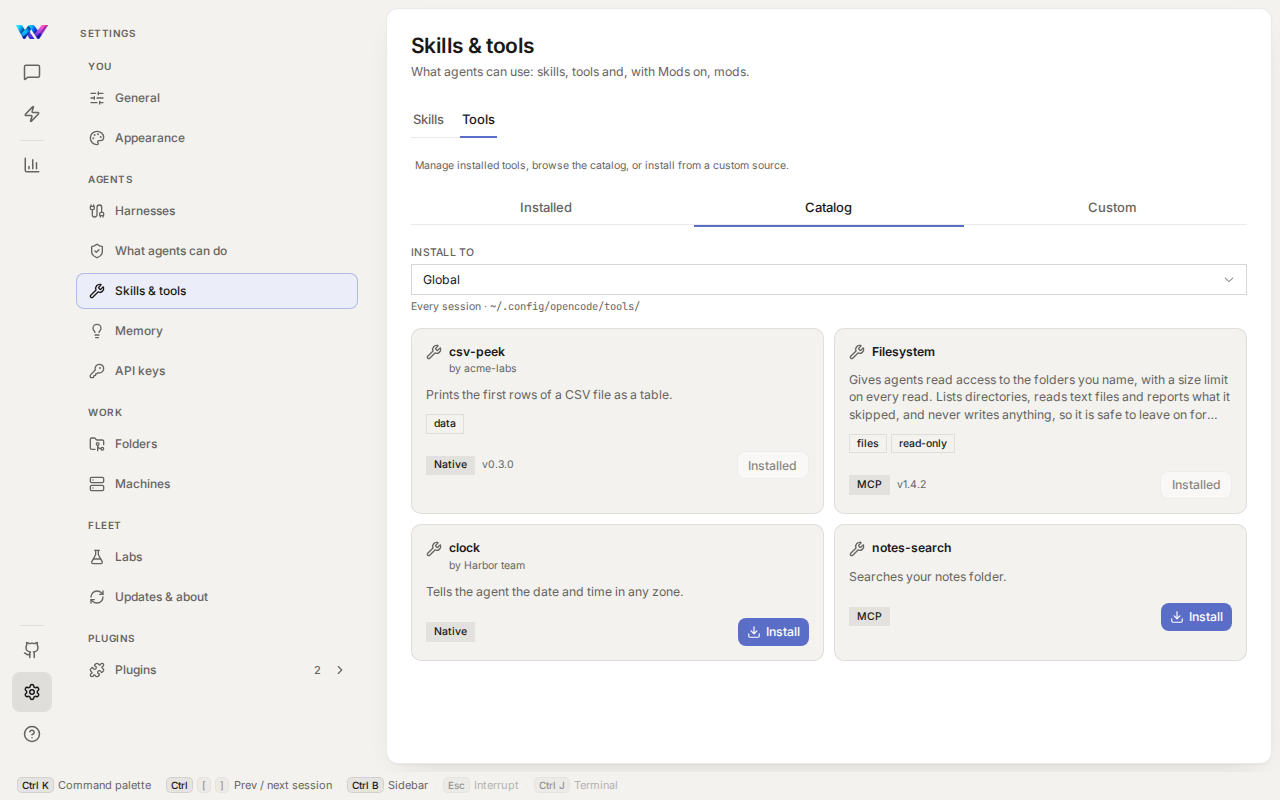 SETTINGS
YOU
General
Appearance
AGENTS
Harnesses
What agents can do
Skills & tools
Memory
API keys
WORK
Folders
Machines
FLEET
Labs
Updates & about
PLUGINS
Plugins 2
Skills & tools
What agents can use: skills, tools and, with Mods on, mods.
Skills Tools
Manage installed tools, browse the catalog, or install from a custom source.
Installed Catalog Custom
INSTALL TO
Global
Every session · ~/.config/opencode/tools/
csv-peek
by acme-labs
Prints the first rows of a CSV file as a table.
data
Native v0.3.0 Installed
Filesystem
Gives agents read access to the folders you name, with a size limit
on every read. Lists directories, reads text files and reports what it
skipped, and never writes anything, so it is safe to leave on for...
files read-only
MCP v1.4.2 Installed
clock
by Harbor team
Tells the agent the date and time in any zone.
Native Install
notes-search
Searches your notes folder.
MCP Install
Ctrl K Command palette Ctrl [ ] Prev / next session Ctrl B Sidebar Esc Interrupt Ctrl J Terminal